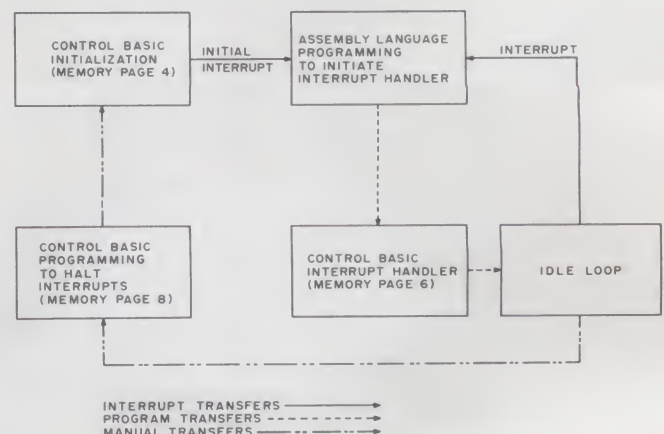 CONTROL BASIC
INITIALIZATION
(MEMORY PAGE 4)
INITIAL
INTERRUPT
ASSEMBLY LANGUAGE
PROGRAMMING
TO INITIATE
INTERRUPT HANDLER
INTERRUPT
CONTROL BASIC
PROGRAMMING
TO HALT
INTERRUPTS
(MEMORY PAGE 8)
CONTROL BASIC
INTERRUPT HANDLER
(MEMORY PAGE 6)
IDLE LOOP
INTERRUPT TRANSFERS
PROGRAM TRANSFERS
MANUAL TRANSFERS